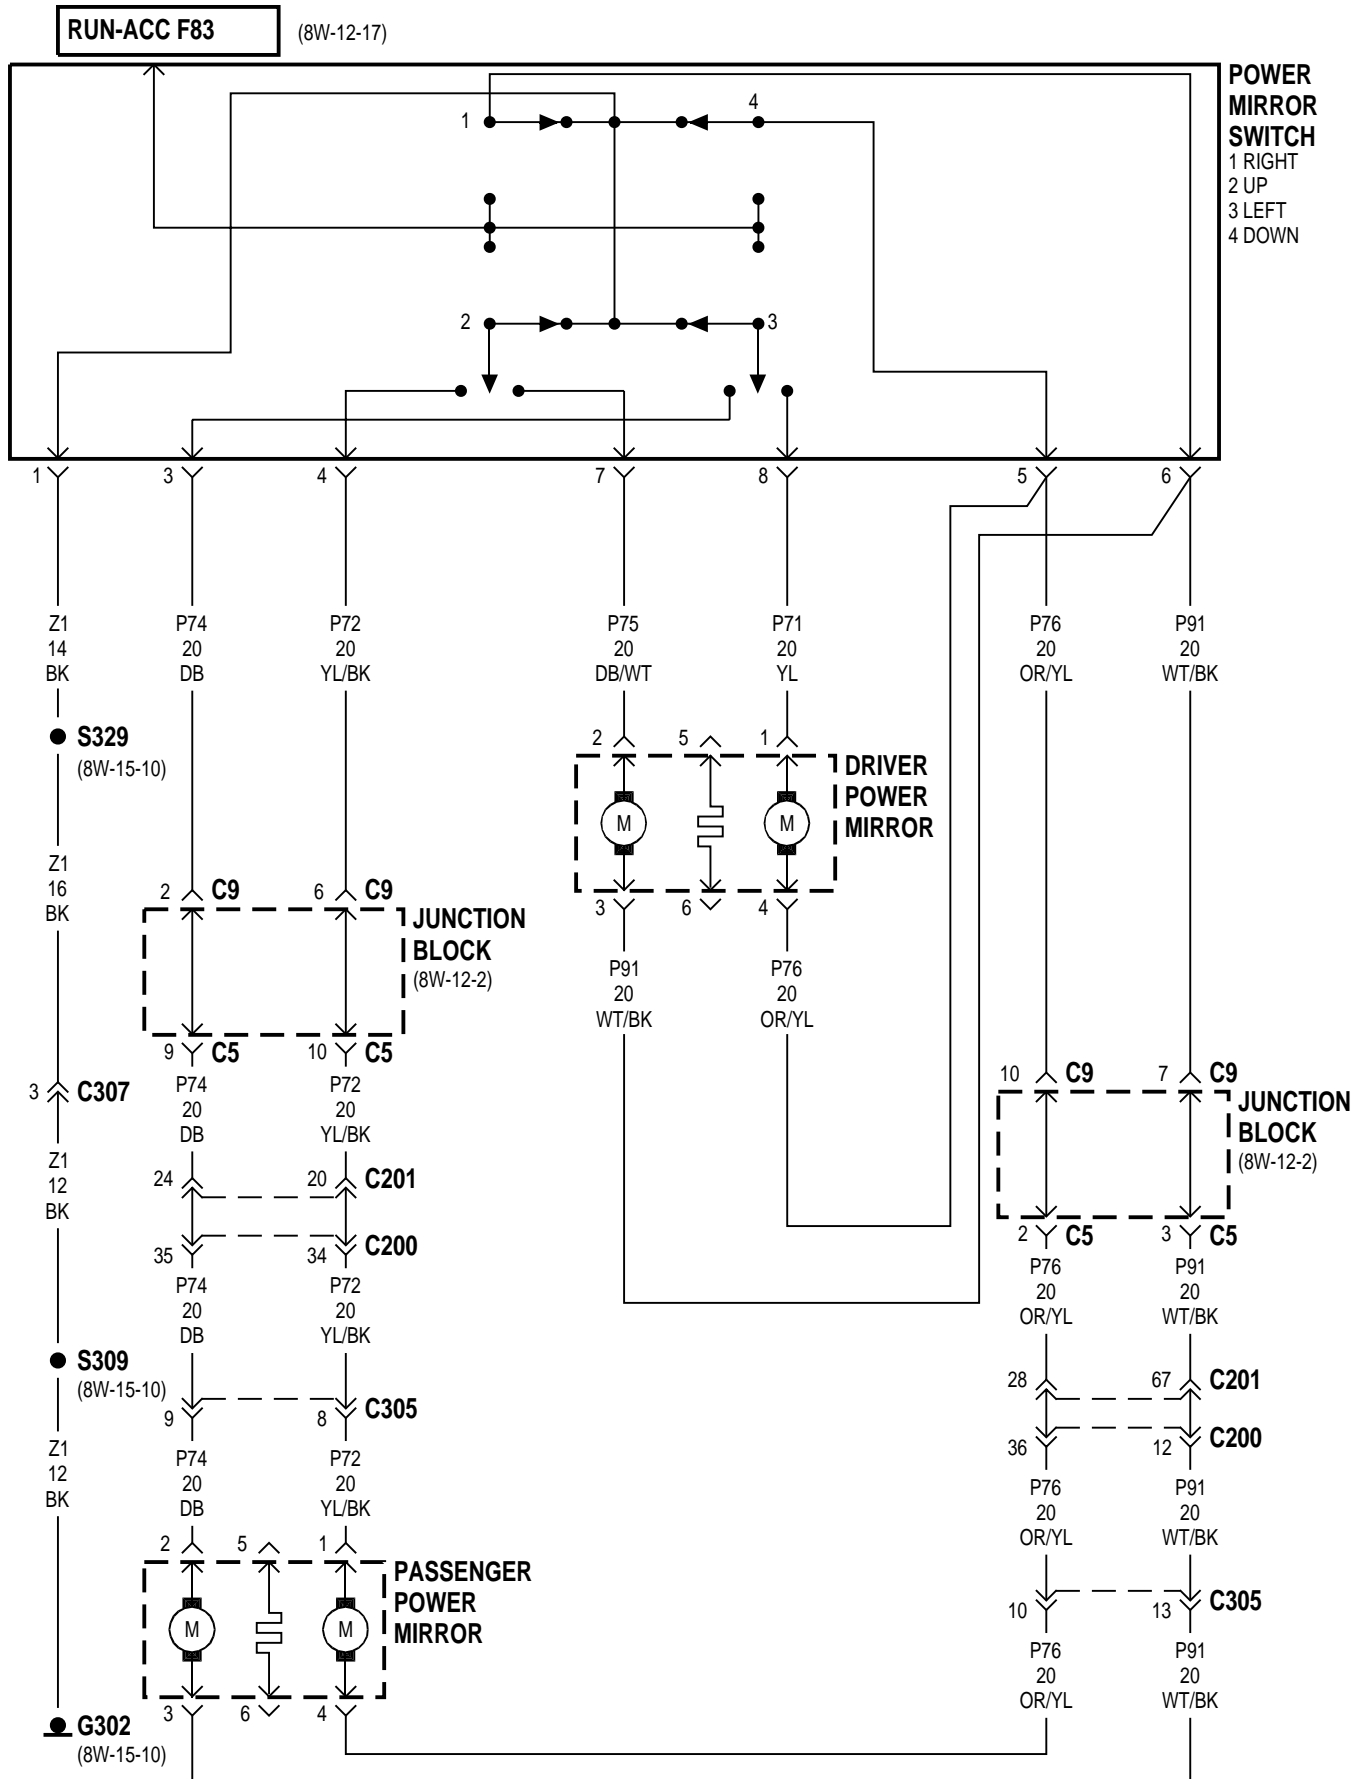 RUN-ACC F83 (8W-12-17)
POWER
MIRROR
SWITCH
1 RIGHT
2 UP
3 LEFT
4 DOWN
1 4
2 3
1 3 4 7 8 5 6
Z1 P74 P72 P75 P71 P76 P91
14 20 20 20 20 20 20
BK DB YL/BK DB/WT YL OR/YL WT/BK
S329
(8W-15-10)
2 5 1
DRIVER
POWER
MIRROR
M M
3 6 4
Z1
16
BK
2 C9 6 C9
JUNCTION
BLOCK
(8W-12-2)
P91 P76
20 20
WT/BK OR/YL
9 C5 10 C5
3 C307
P74 P72
20 20
DB YL/BK
10 C9 7 C9
JUNCTION
BLOCK
(8W-12-2)
Z1
12
BK
24 20 C201
35 34 C200
2 C5 3 C5
P74 P72
20 20
DB YL/BK
P76 P91
20 20
OR/YL WT/BK
S309
(8W-15-10)
9 8 C305
28 67 C201
36 12 C200
Z1
12
BK
P74 P72
20 20
DB YL/BK
P76 P91
20 20
OR/YL WT/BK
2 5 1
PASSENGER
POWER
MIRROR
M M
3 6 4
10 13 C305
P76 P91
20 20
OR/YL WT/BK
G302
(8W-15-10)